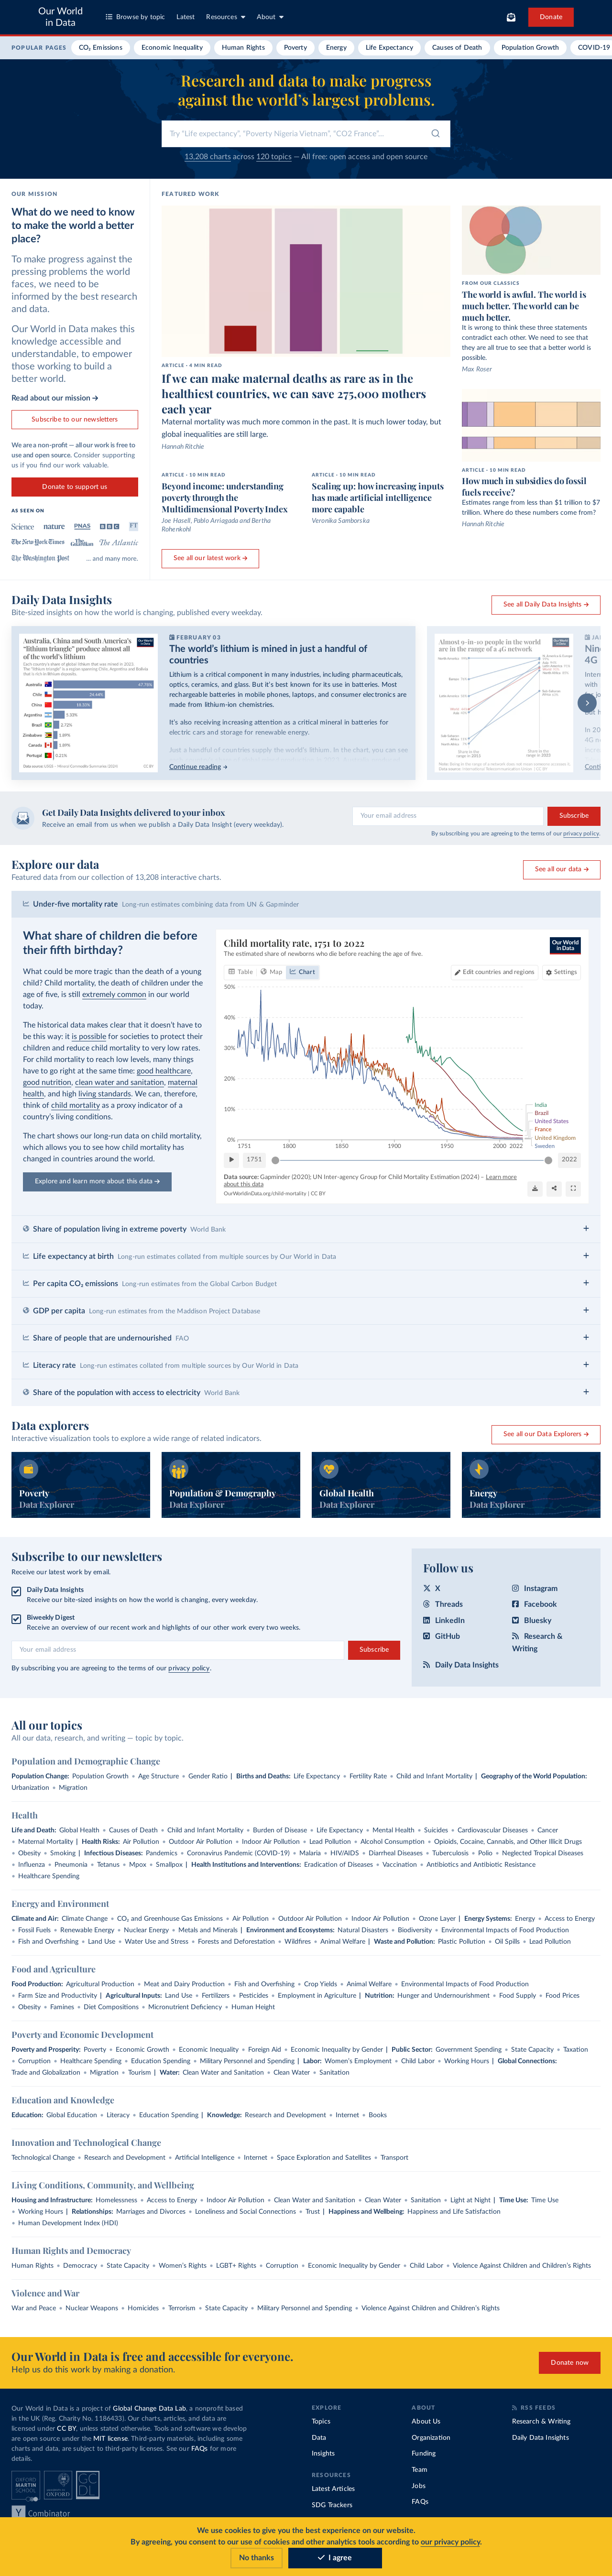 Our World
in Data
Browse by topic
Latest
Resources
About
Donate
POPULAR PAGES
CO₂ Emissions
Economic Inequality
Human Rights
Poverty
Energy
Life Expectancy
Causes of Death
Population Growth
COVID-19
Research and data to make progress
against the world's largest problems.
Try "Life expectancy", "Poverty Nigeria Vietnam", "CO2 France"...
13,208 charts across 120 topics — All free: open access and open source
OUR MISSION
What do we need to know
to make the world a better
place?
To make progress against the
pressing problems the world
faces, we need to be
informed by the best research
and data.
Our World in Data makes this
knowledge accessible and
understandable, to empower
those working to build a
better world.
Read about our mission →
Subscribe to our newsletters
We are a non-profit — all our work is free to
use and open source. Consider supporting
us if you find our work valuable.
Donate to support us
AS SEEN ON
Science
nature
PNAS
BBC
FT
The New York Times
The Guardian
The Atlantic
The Washington Post
... and many more.
FEATURED WORK
ARTICLE - 4 MIN READ
If we can make maternal deaths as rare as in the
healthiest countries, we can save 275,000 mothers
each year
Maternal mortality was much more common in the past. It is much lower today, but
global inequalities are still large.
Hannah Ritchie
ARTICLE - 10 MIN READ
Beyond income: understanding
poverty through the
Multidimensional Poverty Index
Joe Hasell, Pablo Arriagada and Bertha
Rohenkohl
ARTICLE - 10 MIN READ
Scaling up: how increasing inputs
has made artificial intelligence
more capable
Veronika Samborska
See all our latest work →
FROM OUR CLASSICS
The world is awful. The world is
much better. The world can be
much better.
It is wrong to think these three statements
contradict each other. We need to see that
they are all true to see that a better world is
possible.
Max Roser
ARTICLE - 10 MIN READ
How much in subsidies do fossil
fuels receive?
Estimates range from less than $1 trillion to $7
trillion. Where do these numbers come from?
Hannah Ritchie
Daily Data Insights
Bite-sized insights on how the world is changing, published every weekday.
See all Daily Data Insights →
Australia, China and South America's
"lithium triangle" produce almost all
of the world's lithium
Australia
Chile
China
Argentina
Brazil
Zimbabwe
Canada
Portugal
FEBRUARY 03
The world's lithium is mined in just a handful of
countries
Lithium is a critical component in many industries, including pharmaceuticals,
optics, ceramics, and glass. But it's best known for its use in batteries. Most
rechargeable batteries in mobile phones, laptops, and consumer electronics are
made from lithium-ion chemistries.
It's also receiving increasing attention as a critical mineral in batteries for
electric cars and storage for renewable energy.
Just a handful of countries supply the world's lithium. In the chart, you can see
Continue reading →
Almost 9-in-10 people in the world
are in range of a 4G network
Get Daily Data Insights delivered to your inbox
Receive an email from us when we publish a Daily Data Insight (every weekday).
Your email address
Subscribe
By subscribing you are agreeing to the terms of our privacy policy.
Explore our data
Featured data from our collection of 13,208 interactive charts.
See all our data →
Under-five mortality rate Long-run estimates combining data from UN & Gapminder
What share of children die before
their fifth birthday?
What could be more tragic than the death of a young
child? Child mortality, the death of children under the
age of five, is still extremely common in our world
today.
The historical data makes clear that it doesn't have to
be this way: it is possible for societies to protect their
children and reduce child mortality to very low rates.
For child mortality to reach low levels, many things
have to go right at the same time: good healthcare,
good nutrition, clean water and sanitation, maternal
health, and high living standards. We can, therefore,
think of child mortality as a proxy indicator of a
country's living conditions.
The chart shows our long-run data on child mortality,
which allows you to see how child mortality has
changed in countries around the world.
Explore and learn more about this data →
Child mortality rate, 1751 to 2022
The estimated share of newborns who die before reaching the age of five.
Our World
in Data
Table
Map
Chart
Edit countries and regions
Settings
50%
40%
30%
20%
10%
0%
1751
1800
1850
1900
1950
2000
2022
India
Brazil
United States
France
United Kingdom
Sweden
1751
2022
Data source: Gapminder (2020); UN Inter-agency Group for Child Mortality Estimation (2024) – Learn more
about this data
OurWorldinData.org/child-mortality | CC BY
Share of population living in extreme poverty World Bank
Life expectancy at birth Long-run estimates collated from multiple sources by Our World in Data
Per capita CO₂ emissions Long-run estimates from the Global Carbon Budget
GDP per capita Long-run estimates from the Maddison Project Database
Share of people that are undernourished FAO
Literacy rate Long-run estimates collated from multiple sources by Our World in Data
Share of the population with access to electricity World Bank
Data explorers
Interactive visualization tools to explore a wide range of related indicators.
See all our Data Explorers →
Poverty
Data Explorer
Population & Demography
Data Explorer
Global Health
Data Explorer
Energy
Data Explorer
Subscribe to our newsletters
Receive our latest work by email.
Daily Data Insights
Receive our bite-sized insights on how the world is changing, every weekday.
Biweekly Digest
Receive an overview of our recent work and highlights of our other work every two weeks.
Your email address
Subscribe
By subscribing you are agreeing to the terms of our privacy policy.
Follow us
X
Instagram
Threads
Facebook
LinkedIn
Bluesky
GitHub
Research &
Writing
Daily Data Insights
All our topics
All our data, research, and writing — topic by topic.
Population and Demographic Change
Population Change: Population Growth • Age Structure • Gender Ratio | Births and Deaths: Life Expectancy • Fertility Rate • Child and Infant Mortality | Geography of the World Population:
Urbanization • Migration
Health
Life and Death: Global Health • Causes of Death • Child and Infant Mortality • Burden of Disease • Life Expectancy • Mental Health • Suicides • Cardiovascular Diseases • Cancer
• Maternal Mortality | Health Risks: Air Pollution • Outdoor Air Pollution • Indoor Air Pollution • Lead Pollution • Alcohol Consumption • Opioids, Cocaine, Cannabis, and Other Illicit Drugs
• Obesity • Smoking | Infectious Diseases: Pandemics • Coronavirus Pandemic (COVID-19) • Malaria • HIV/AIDS • Diarrheal Diseases • Tuberculosis • Polio • Neglected Tropical Diseases
• Influenza • Pneumonia • Tetanus • Mpox • Smallpox | Health Institutions and Interventions: Eradication of Diseases • Vaccination • Antibiotics and Antibiotic Resistance
• Healthcare Spending
Energy and Environment
Climate and Air: Climate Change • CO₂ and Greenhouse Gas Emissions • Air Pollution • Outdoor Air Pollution • Indoor Air Pollution • Ozone Layer | Energy Systems: Energy • Access to Energy
• Fossil Fuels • Renewable Energy • Nuclear Energy • Metals and Minerals | Environment and Ecosystems: Natural Disasters • Biodiversity • Environmental Impacts of Food Production
• Fish and Overfishing • Land Use • Water Use and Stress • Forests and Deforestation • Wildfires • Animal Welfare | Waste and Pollution: Plastic Pollution • Oil Spills • Lead Pollution
Food and Agriculture
Food Production: Agricultural Production • Meat and Dairy Production • Fish and Overfishing • Crop Yields • Animal Welfare • Environmental Impacts of Food Production
• Farm Size and Productivity | Agricultural Inputs: Land Use • Fertilizers • Pesticides • Employment in Agriculture | Nutrition: Hunger and Undernourishment • Food Supply • Food Prices
• Obesity • Famines • Diet Compositions • Micronutrient Deficiency • Human Height
Poverty and Economic Development
Poverty and Prosperity: Poverty • Economic Growth • Economic Inequality • Foreign Aid • Economic Inequality by Gender | Public Sector: Government Spending • State Capacity • Taxation
• Corruption • Healthcare Spending • Education Spending • Military Personnel and Spending | Labor: Women's Employment • Child Labor • Working Hours | Global Connections:
Trade and Globalization • Migration • Tourism | Water: Clean Water and Sanitation • Clean Water • Sanitation
Education and Knowledge
Education: Global Education • Literacy • Education Spending | Knowledge: Research and Development • Internet • Books
Innovation and Technological Change
Technological Change • Research and Development • Artificial Intelligence • Internet • Space Exploration and Satellites • Transport
Living Conditions, Community, and Wellbeing
Housing and Infrastructure: Homelessness • Access to Energy • Indoor Air Pollution • Clean Water and Sanitation • Clean Water • Sanitation • Light at Night | Time Use: Time Use
• Working Hours | Relationships: Marriages and Divorces • Loneliness and Social Connections • Trust | Happiness and Wellbeing: Happiness and Life Satisfaction
• Human Development Index (HDI)
Human Rights and Democracy
Human Rights • Democracy • State Capacity • Women's Rights • LGBT+ Rights • Corruption • Economic Inequality by Gender • Child Labor • Violence Against Children and Children's Rights
Violence and War
War and Peace • Nuclear Weapons • Homicides • Terrorism • State Capacity • Military Personnel and Spending • Violence Against Children and Children's Rights
Our World in Data is free and accessible for everyone.
Help us do this work by making a donation.
Donate now
Our World in Data is a project of Global Change Data Lab, a nonprofit based
in the UK (Reg. Charity No. 1186433). Our charts, articles, and data are
licensed under CC BY, unless stated otherwise. Tools and software we develop
are open source under the MIT license. Third-party materials, including some
charts and data, are subject to third-party licenses. See our FAQs for more
details.
OXFORD
MARTIN
SCHOOL
OXFORD
GCDL
Y Combinator
EXPLORE
Topics
Data
Insights
RESOURCES
Latest Articles
SDG Trackers
ABOUT
About Us
Organization
Funding
Team
Jobs
FAQs
RSS FEEDS
Research & Writing
Daily Data Insights
We use cookies to give you the best experience on our website.
By agreeing, you consent to our use of cookies and other analytics tools according to our privacy policy.
No thanks
I agree